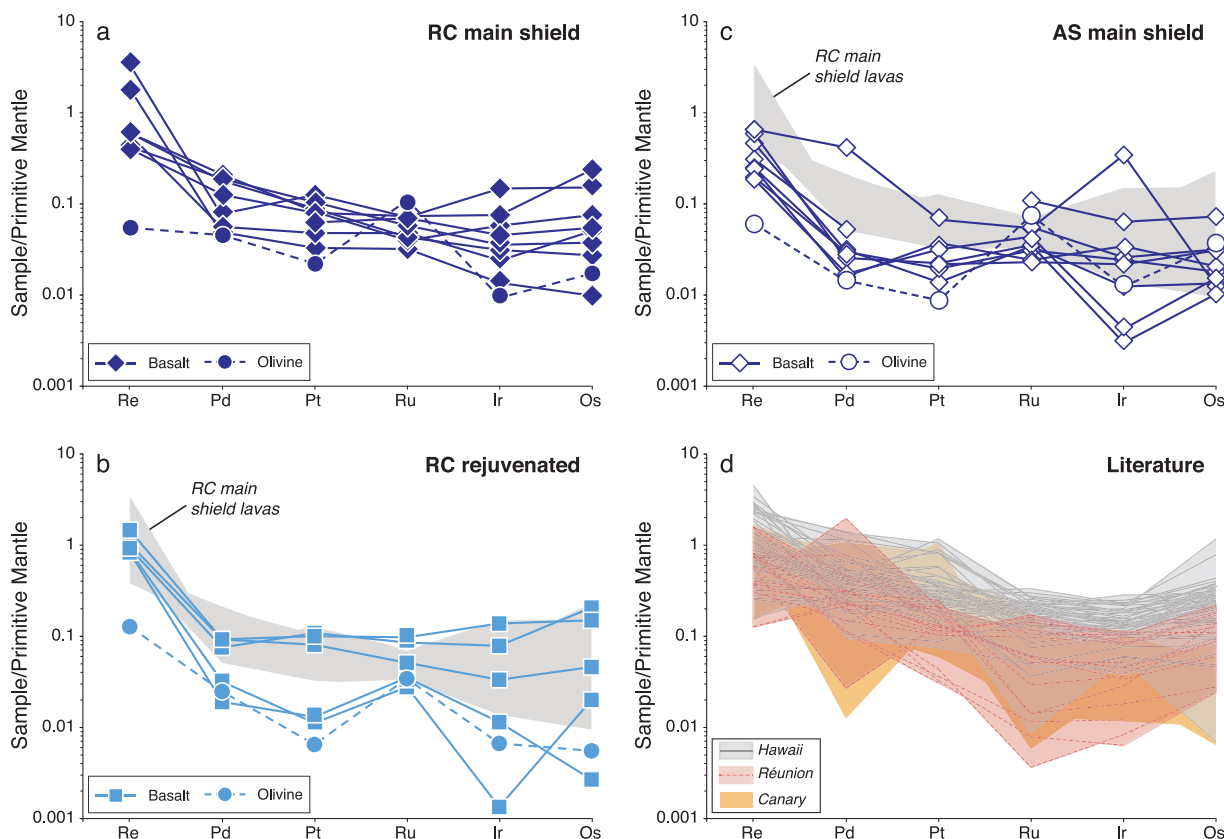 a
RC main shield
Sample/Primitive Mantle
10
1
0.1
0.01
0.001
Basalt
Olivine
Re
Pd
Pt
Ru
Ir
Os
c
AS main shield
RC main
shield lavas
Sample/Primitive Mantle
10
1
0.1
0.01
0.001
Basalt
Olivine
Re
Pd
Pt
Ru
Ir
Os
b
RC rejuvenated
RC main
shield lavas
Sample/Primitive Mantle
10
1
0.1
0.01
0.001
Basalt
Olivine
Re
Pd
Pt
Ru
Ir
Os
d
Literature
Sample/Primitive Mantle
10
1
0.1
0.01
0.001
Hawaii
Réunion
Canary
Re
Pd
Pt
Ru
Ir
Os